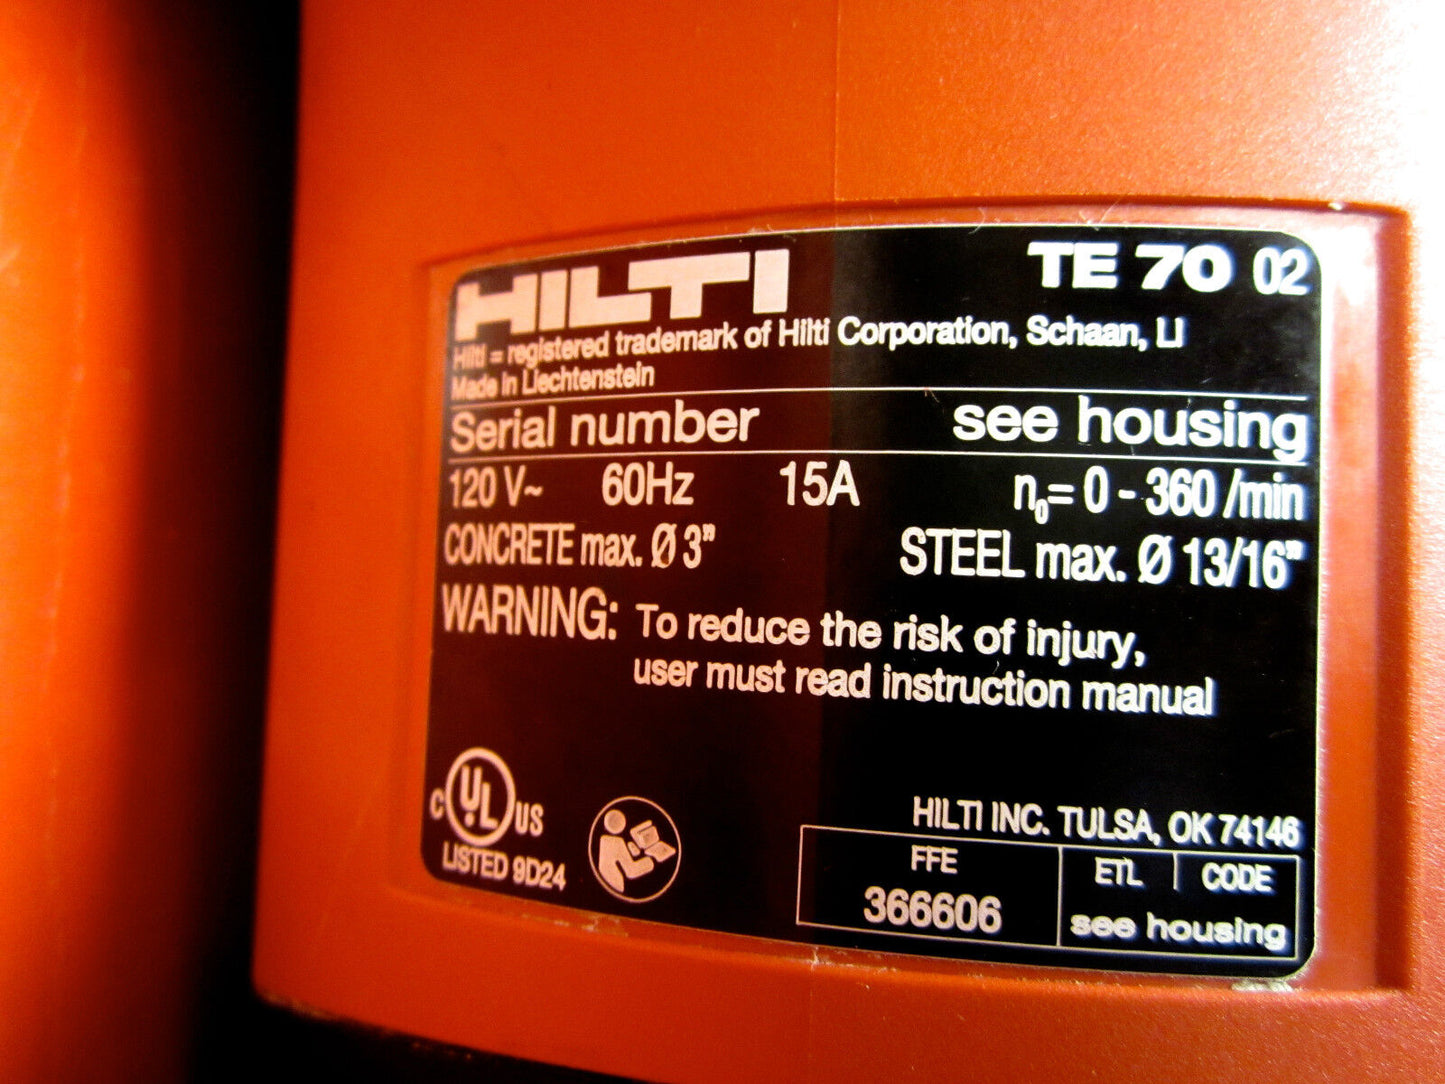 HILTI TE 70 02
Hilti = registered trademark of Hilti Corporation, Schaan, LI
Made in Liechtenstein
Serial number see housing
120 V~ 60Hz 15A n₀= 0 - 360 /min
CONCRETE max. Ø 3" STEEL max. Ø 13/16"
WARNING: To reduce the risk of injury,
user must read instruction manual
C UL US
LISTED 9D24
HILTI INC. TULSA, OK 74146
FFE ETL CODE
366606 see housing